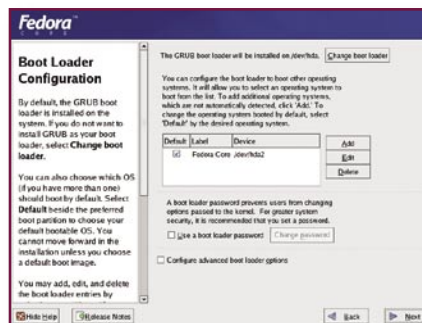 Fedora
CORE
Boot Loader
Configuration
By default, the GRUB boot
loader is installed on the
system. If you do not want to
install GRUB as your boot
loader, select Change boot
loader.
You can also choose which OS
(if you have more than one)
should boot by default. Select
Default beside the preferred
boot partition to choose your
default bootable OS. You
cannot move forward in the
installation unless you choose
a default boot image.
You may add, edit, and delete
the boot loader entries by
The GRUB boot loader will be installed on /dev/hda. Change boot loader
You can configure the boot loader to boot other operating
systems. It will allow you to select an operating system to
boot from the list. To add additional operating systems,
which are not automatically detected, click 'Add.' To
change the operating system booted by default, select
'Default' by the desired operating system.
Default Label Device
Fedora Core /dev/hda2
Add
Edit
Delete
A boot loader password prevents users from changing
options passed to the kernel. For greater system
security, it is recommended that you set a password.
Use a boot loader password Change password
Configure advanced boot loader options
Hide Help Release Notes Back Next